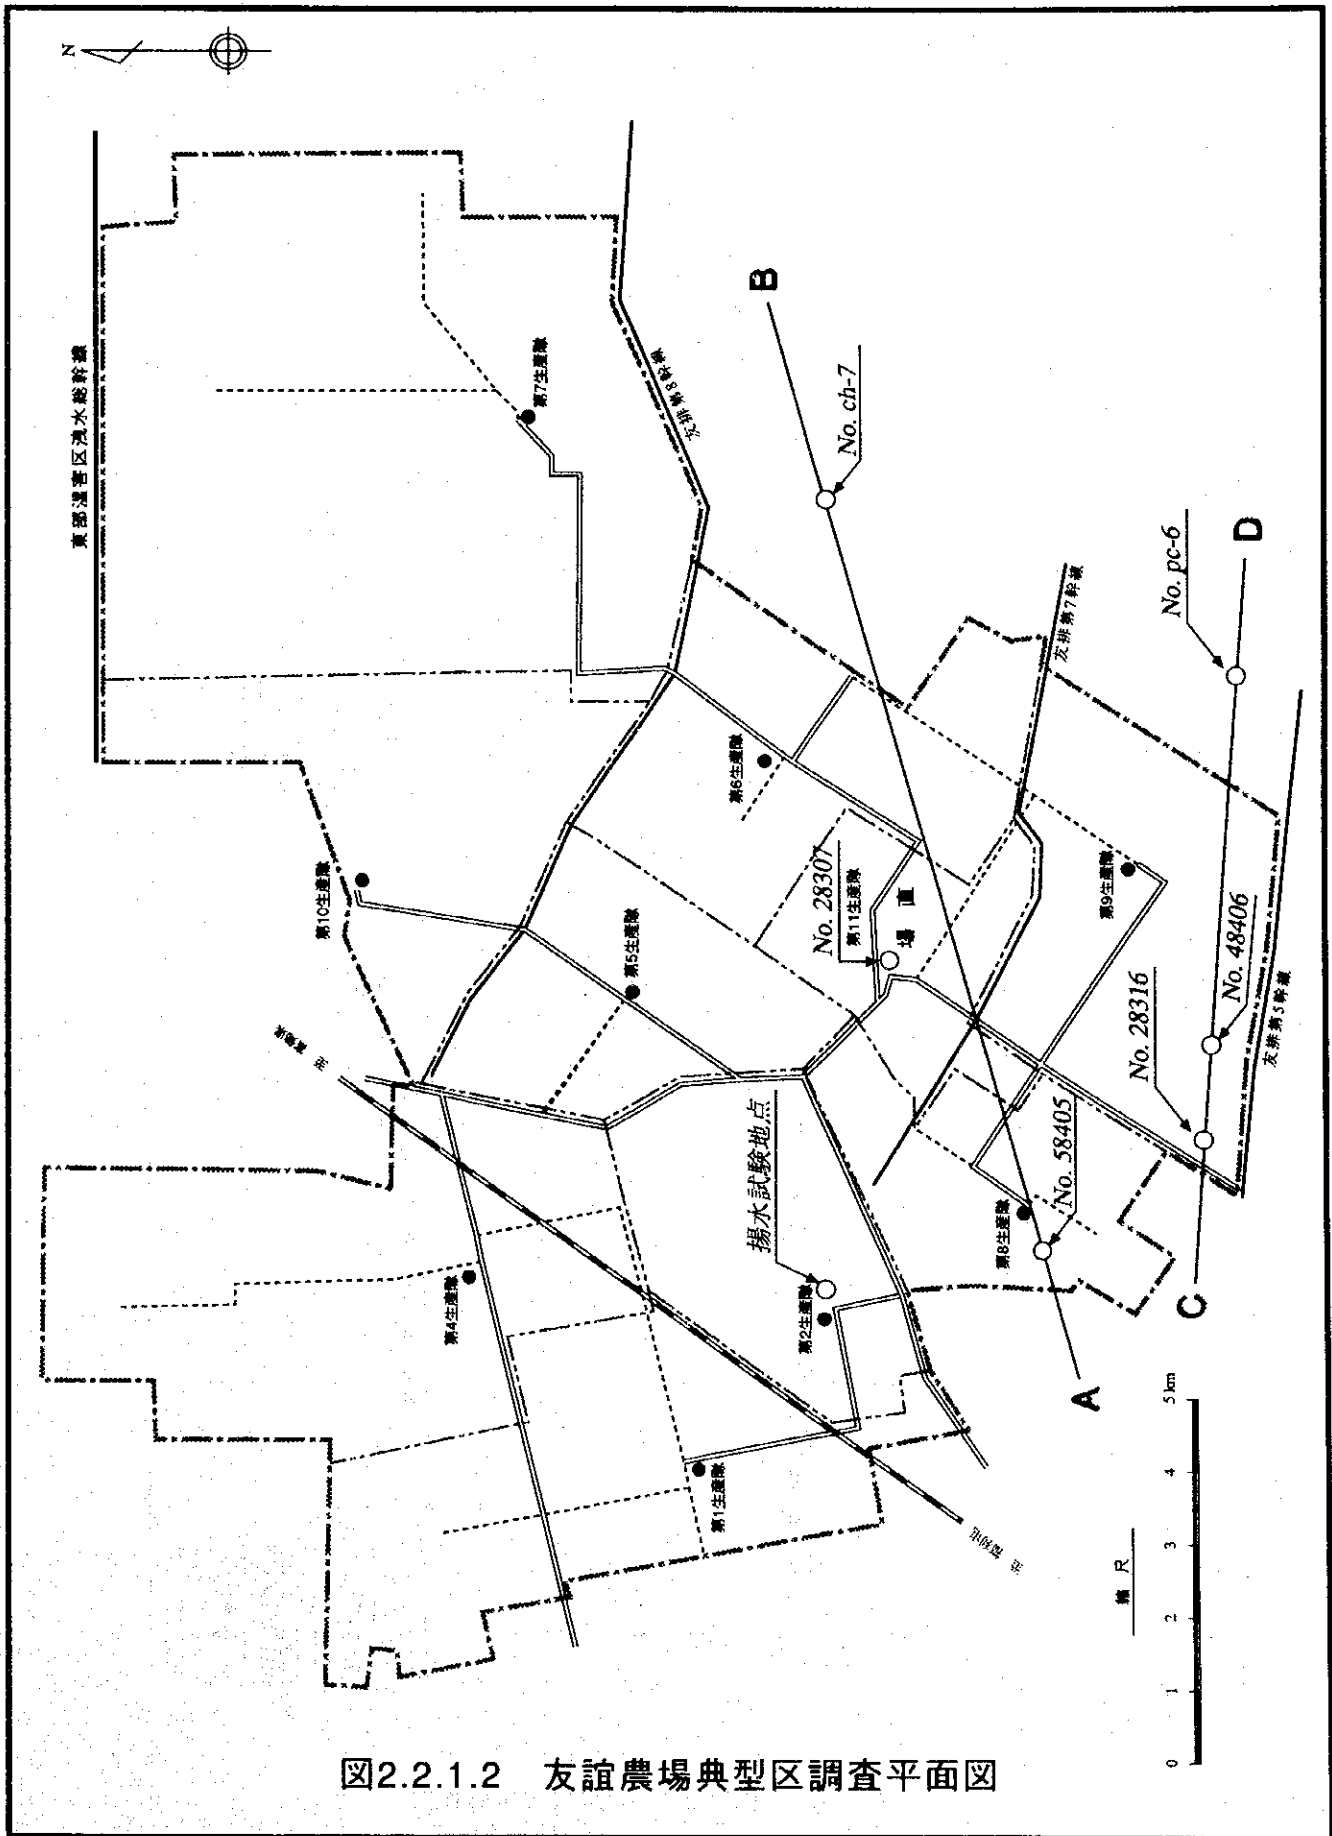 N
東部湿害区洩水総幹線
第7生産隊
友排第8幹線
B
No. ch-7
No. pc-6
D
友排第7幹線
第6生産隊
第10生産隊
No. 28307
第11生産隊
直
場
第9生産隊
第5生産隊
No. 48406
No. 28316
友排第5幹線
至
揚水試験地点
No. 58405
第8生産隊
第4生産隊
第2生産隊
C
A
第1生産隊
至
縮尺
0 1 2 3 4 5 km
図2.2.1.2 友誼農場典型区調査平面図